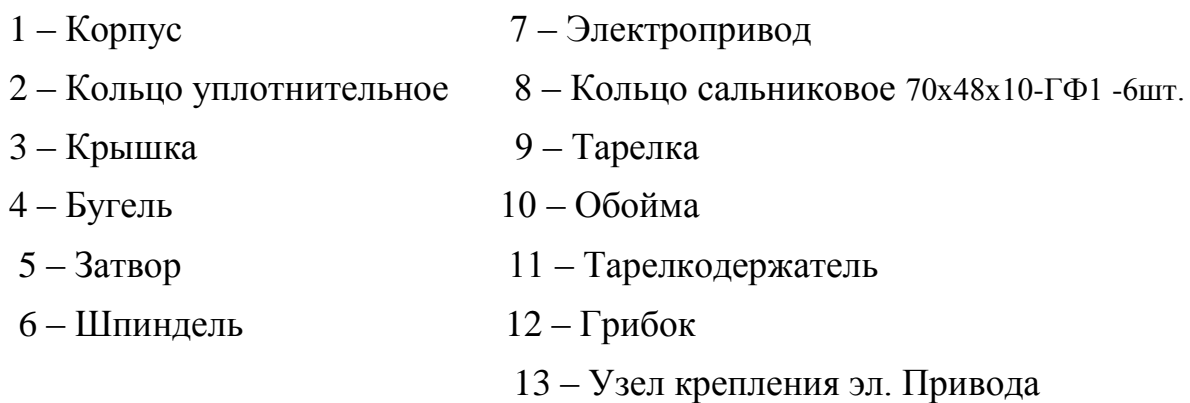 1 – Корпус
2 – Кольцо уплотнительное
3 – Крышка
4 – Бугель
5 – Затвор
6 – Шпиндель
7 – Электропривод
8 – Кольцо сальниковое 70х48х10-ГФ1 -6шт.
9 – Тарелка
10 – Обойма
11 – Тарелкодержатель
12 – Грибок
13 – Узел крепления эл. Привода